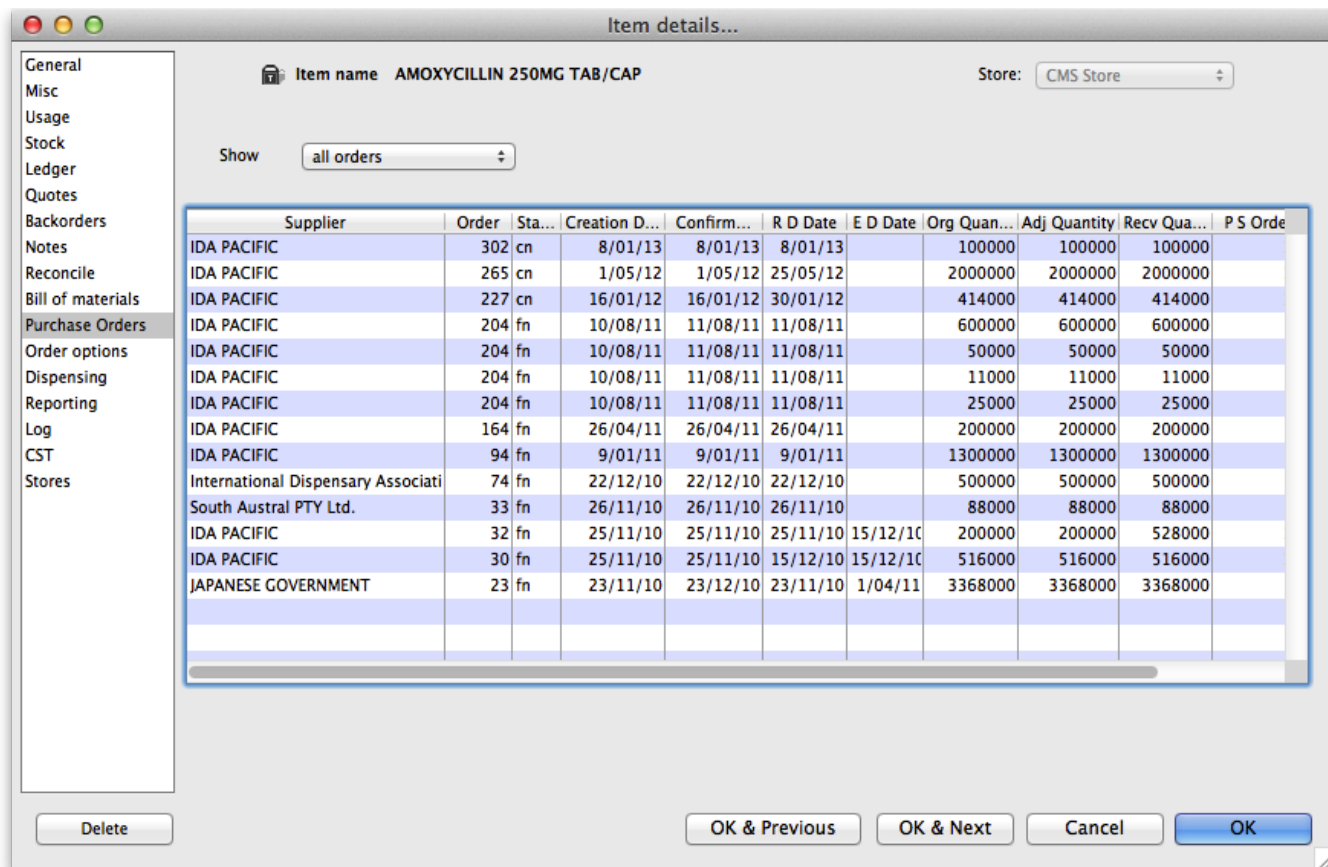 Item details...
General
Misc
Usage
Stock
Ledger
Quotes
Backorders
Notes
Reconcile
Bill of materials
Purchase Orders
Order options
Dispensing
Reporting
Log
CST
Stores
Item name AMOXYCILLIN 250MG TAB/CAP
Store: CMS Store
Show all orders
Supplier Order Sta... Creation D... Confirm... R D Date E D Date Org Quan... Adj Quantity Recv Qua... P S Orde
IDA PACIFIC 302 cn 8/01/13 8/01/13 8/01/13 100000 100000 100000
IDA PACIFIC 265 cn 1/05/12 1/05/12 25/05/12 2000000 2000000 2000000
IDA PACIFIC 227 cn 16/01/12 16/01/12 30/01/12 414000 414000 414000
IDA PACIFIC 204 fn 10/08/11 11/08/11 11/08/11 600000 600000 600000
IDA PACIFIC 204 fn 10/08/11 11/08/11 11/08/11 50000 50000 50000
IDA PACIFIC 204 fn 10/08/11 11/08/11 11/08/11 11000 11000 11000
IDA PACIFIC 204 fn 10/08/11 11/08/11 11/08/11 25000 25000 25000
IDA PACIFIC 164 fn 26/04/11 26/04/11 26/04/11 200000 200000 200000
IDA PACIFIC 94 fn 9/01/11 9/01/11 9/01/11 1300000 1300000 1300000
International Dispensary Associati 74 fn 22/12/10 22/12/10 22/12/10 500000 500000 500000
South Austral PTY Ltd. 33 fn 26/11/10 26/11/10 26/11/10 88000 88000 88000
IDA PACIFIC 32 fn 25/11/10 25/11/10 25/11/10 15/12/10 200000 200000 528000
IDA PACIFIC 30 fn 25/11/10 25/11/10 15/12/10 15/12/10 516000 516000 516000
JAPANESE GOVERNMENT 23 fn 23/11/10 23/12/10 23/11/10 1/04/11 3368000 3368000 3368000
Delete OK & Previous OK & Next Cancel OK